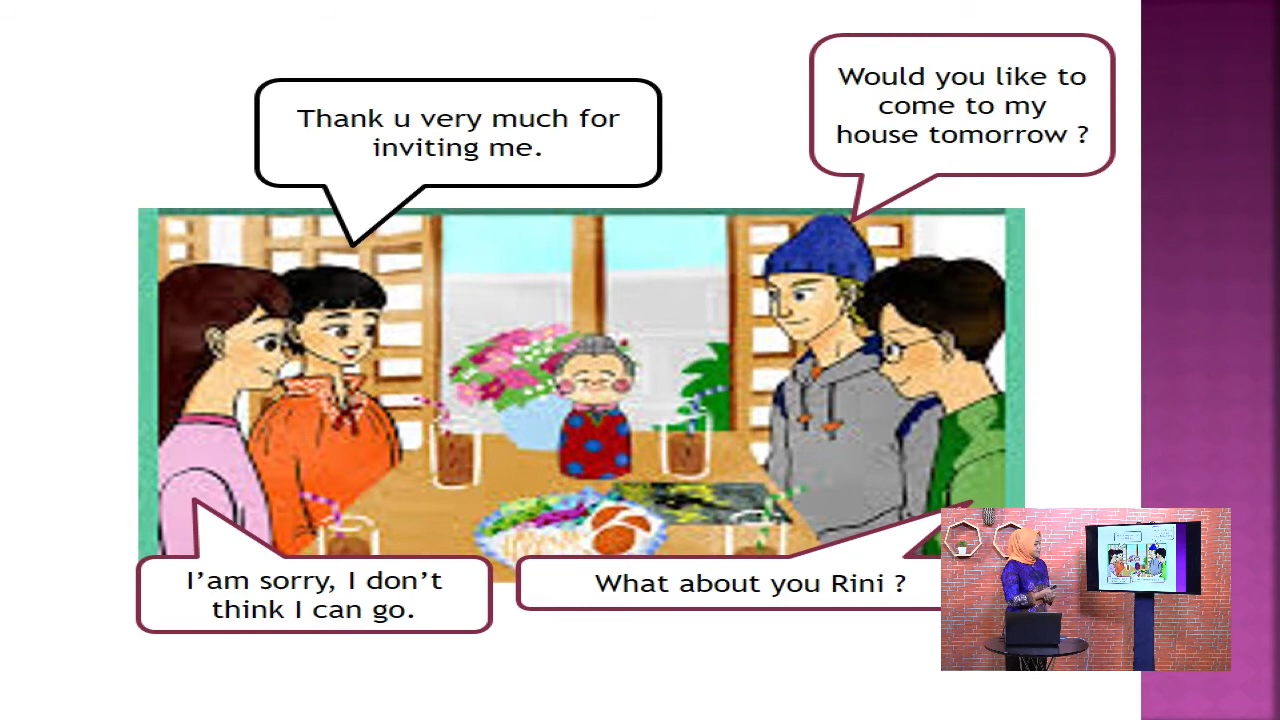 Would you like to
come to my
house tomorrow ?
Thank u very much for
inviting me.
What about you Rini ?
I'am sorry, I don't
think I can go.